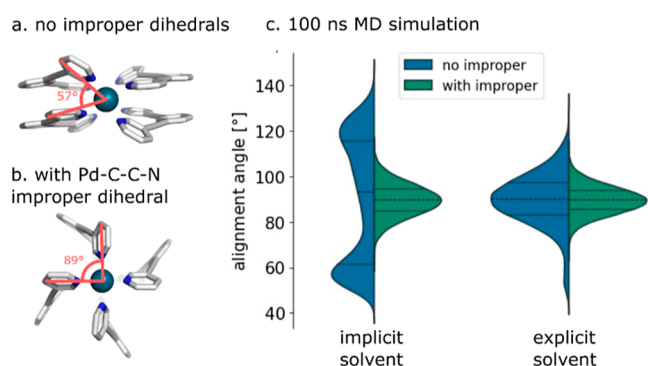 a. no improper dihedrals
57°
b. with Pd-C-C-N
improper dihedral
89°
c. 100 ns MD simulation
no improper
with improper
alignment angle [°]
140
120
100
80
60
40
implicit
solvent
explicit
solvent